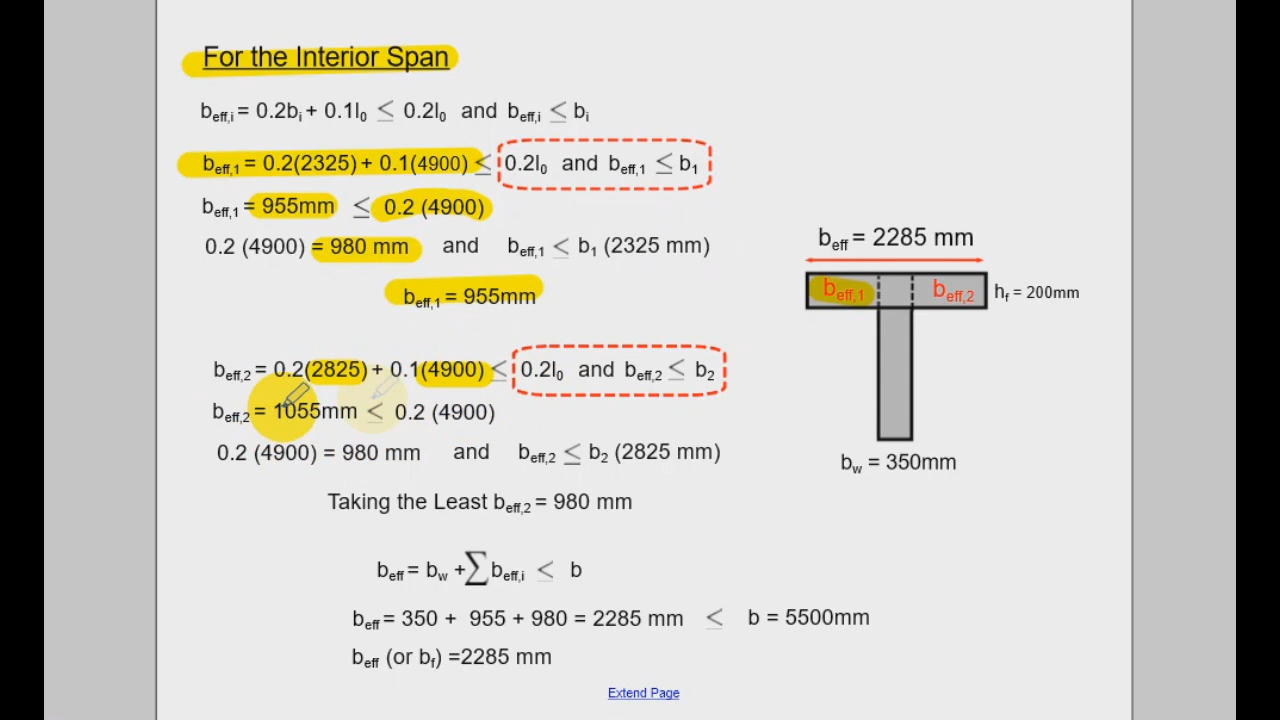 For the Interior Span
beff,i = 0.2bi + 0.1l0 ≤ 0.2l0 and beff,i ≤ bi
beff,1 = 0.2(2325) + 0.1(4900) ≤ 0.2l0 and beff,1 ≤ b1
beff,1 = 955mm ≤ 0.2 (4900)
0.2 (4900) = 980 mm and beff,1 ≤ b1 (2325 mm)
beff,1 = 955mm
beff,2 = 0.2(2825) + 0.1(4900) ≤ 0.2l0 and beff,2 ≤ b2
beff,2 = 1055mm ≤ 0.2 (4900)
0.2 (4900) = 980 mm and beff,2 ≤ b2 (2825 mm)
Taking the Least beff,2 = 980 mm
beff = bw + ∑ beff,i ≤ b
beff = 350 + 955 + 980 = 2285 mm ≤ b = 5500mm
beff (or bf) =2285 mm
beff = 2285 mm
beff,1 beff,2 hf = 200mm
bw = 350mm
Extend Page